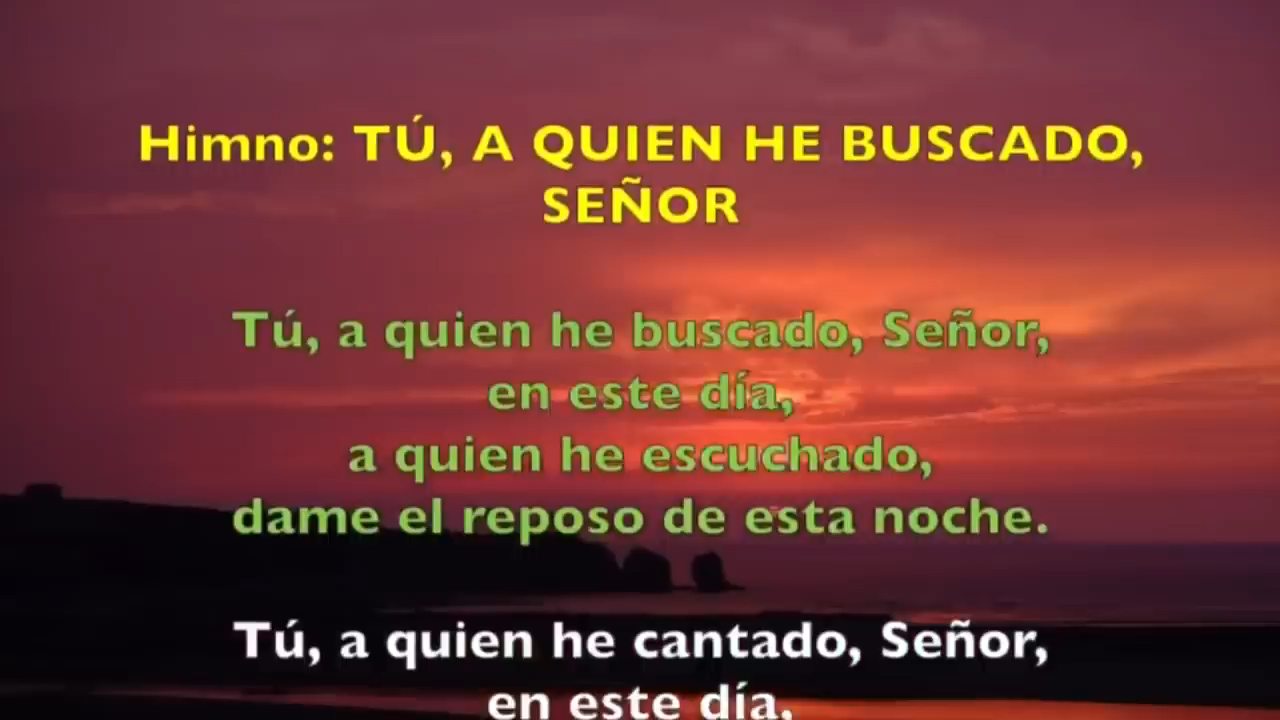 Himno: TÚ, A QUIEN HE BUSCADO,
SEÑOR
Tú, a quien he buscado, Señor,
en este día,
a quien he escuchado,
dame el reposo de esta noche.
Tú, a quien he cantado, Señor,
en este día,